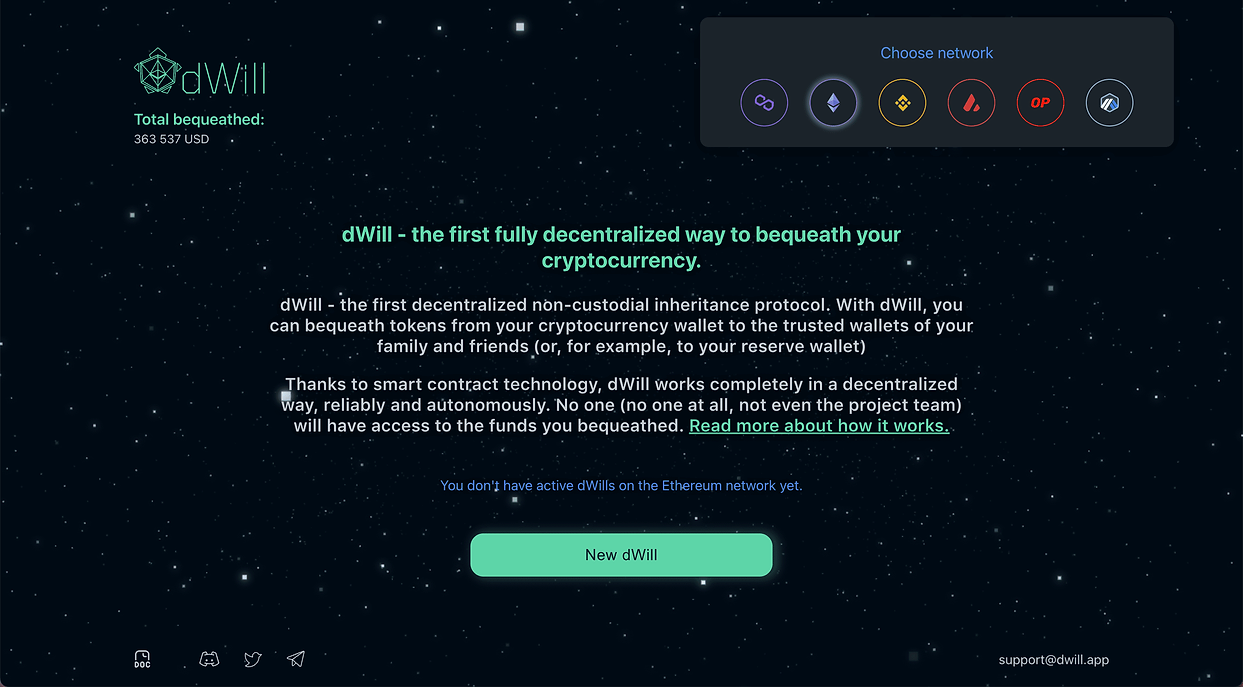 dWill
Total bequeathed:
363 537 USD
Choose network
OP
dWill - the first fully decentralized way to bequeath your
cryptocurrency.
dWill - the first decentralized non-custodial inheritance protocol. With dWill, you
can bequeath tokens from your cryptocurrency wallet to the trusted wallets of your
family and friends (or, for example, to your reserve wallet)
Thanks to smart contract technology, dWill works completely in a decentralized
way, reliably and autonomously. No one (no one at all, not even the project team)
will have access to the funds you bequeathed. Read more about how it works.
You don't have active dWills on the Ethereum network yet.
New dWill
DOC
support@dwill.app